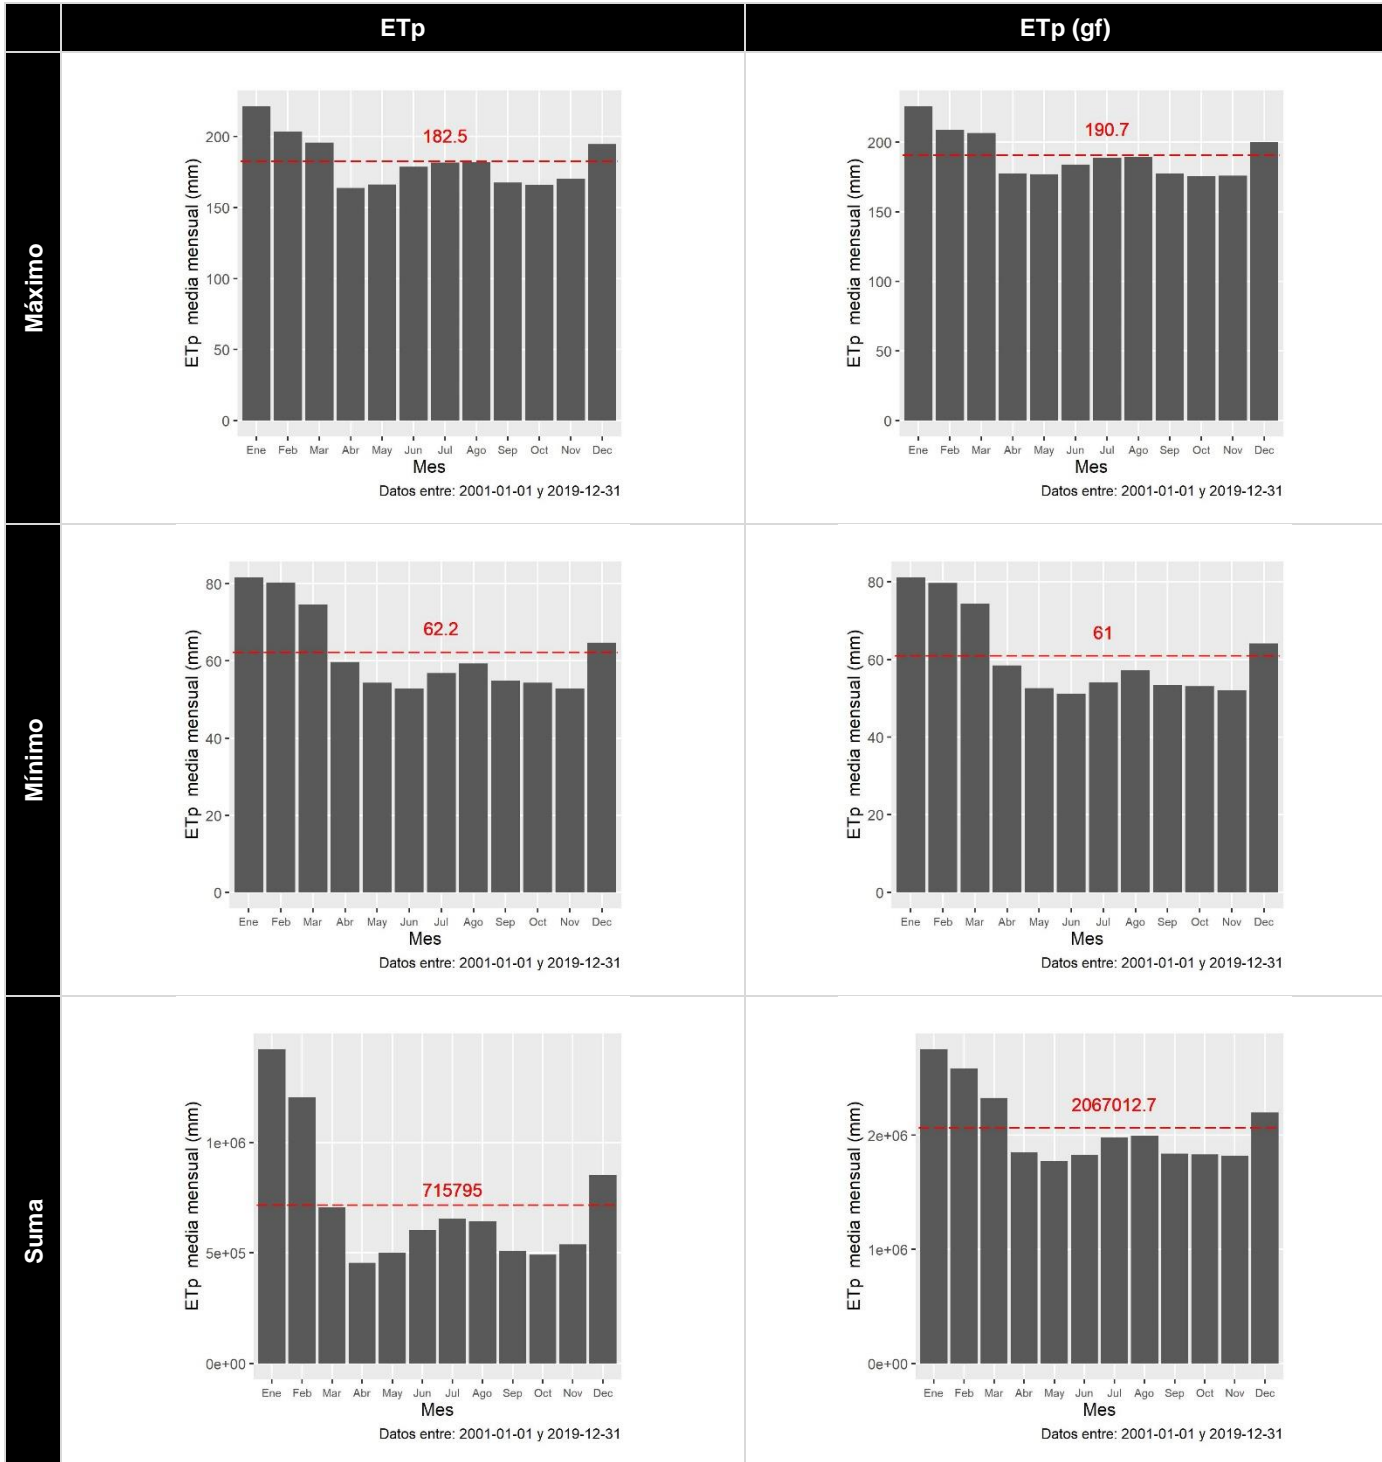 ETp
ETp (gf)
Máximo
ETp media mensual (mm)
200
150
100
50
0
182.5
Ene Feb Mar Abr May Jun Jul Ago Sep Oct Nov Dec
Mes
Datos entre: 2001-01-01 y 2019-12-31
ETp media mensual (mm)
200
150
100
50
0
190.7
Ene Feb Mar Abr May Jun Jul Ago Sep Oct Nov Dec
Mes
Datos entre: 2001-01-01 y 2019-12-31
Mínimo
ETp media mensual (mm)
80
60
40
20
0
62.2
Ene Feb Mar Abr May Jun Jul Ago Sep Oct Nov Dec
Mes
Datos entre: 2001-01-01 y 2019-12-31
ETp media mensual (mm)
80
60
40
20
0
61
Ene Feb Mar Abr May Jun Jul Ago Sep Oct Nov Dec
Mes
Datos entre: 2001-01-01 y 2019-12-31
Suma
ETp media mensual (mm)
1e+06
5e+05
0e+00
715795
Ene Feb Mar Abr May Jun Jul Ago Sep Oct Nov Dec
Mes
Datos entre: 2001-01-01 y 2019-12-31
ETp media mensual (mm)
2e+06
1e+06
0e+00
2067012.7
Ene Feb Mar Abr May Jun Jul Ago Sep Oct Nov Dec
Mes
Datos entre: 2001-01-01 y 2019-12-31